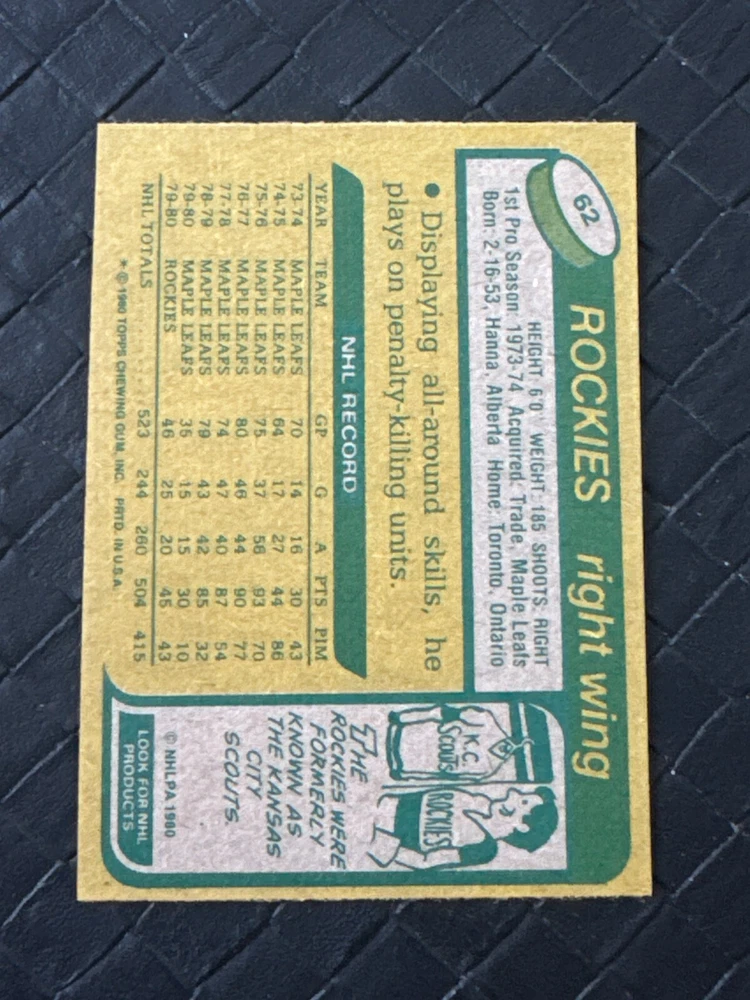 62
ROCKIES right wing
HEIGHT: 6'0 WEIGHT: 185 SHOOTS: RIGHT
1st Pro Season: 1973-74 Acquired: Trade, Maple Leafs
Born: 2-16-53, Hanna, Alberta Home: Toronto, Ontario
● Displaying all-around skills, he
plays on penalty-killing units.
NHL RECORD
YEAR TEAM GP G A PTS PIM
73-74 MAPLE LEAFS 70 14 16 30 43
74-75 MAPLE LEAFS 64 17 27 44 86
75-76 MAPLE LEAFS 75 37 56 93 70
76-77 MAPLE LEAFS 80 46 44 90 77
77-78 MAPLE LEAFS 74 47 40 87 54
78-79 MAPLE LEAFS 79 43 42 85 32
79-80 MAPLE LEAFS 35 15 15 30 10
79-80 ROCKIES 46 25 20 45 43
NHL TOTALS ........ 523 244 260 504 415
* © 1980 TOPPS CHEWING GUM, INC. PRTD. IN U.S.A.
K.C.
SCOUTS
ROCKIES
THE
ROCKIES WERE
FORMERLY
KNOWN AS
THE KANSAS
CITY
SCOUTS.
© NHLPA 1980
LOOK FOR NHL
PRODUCTS